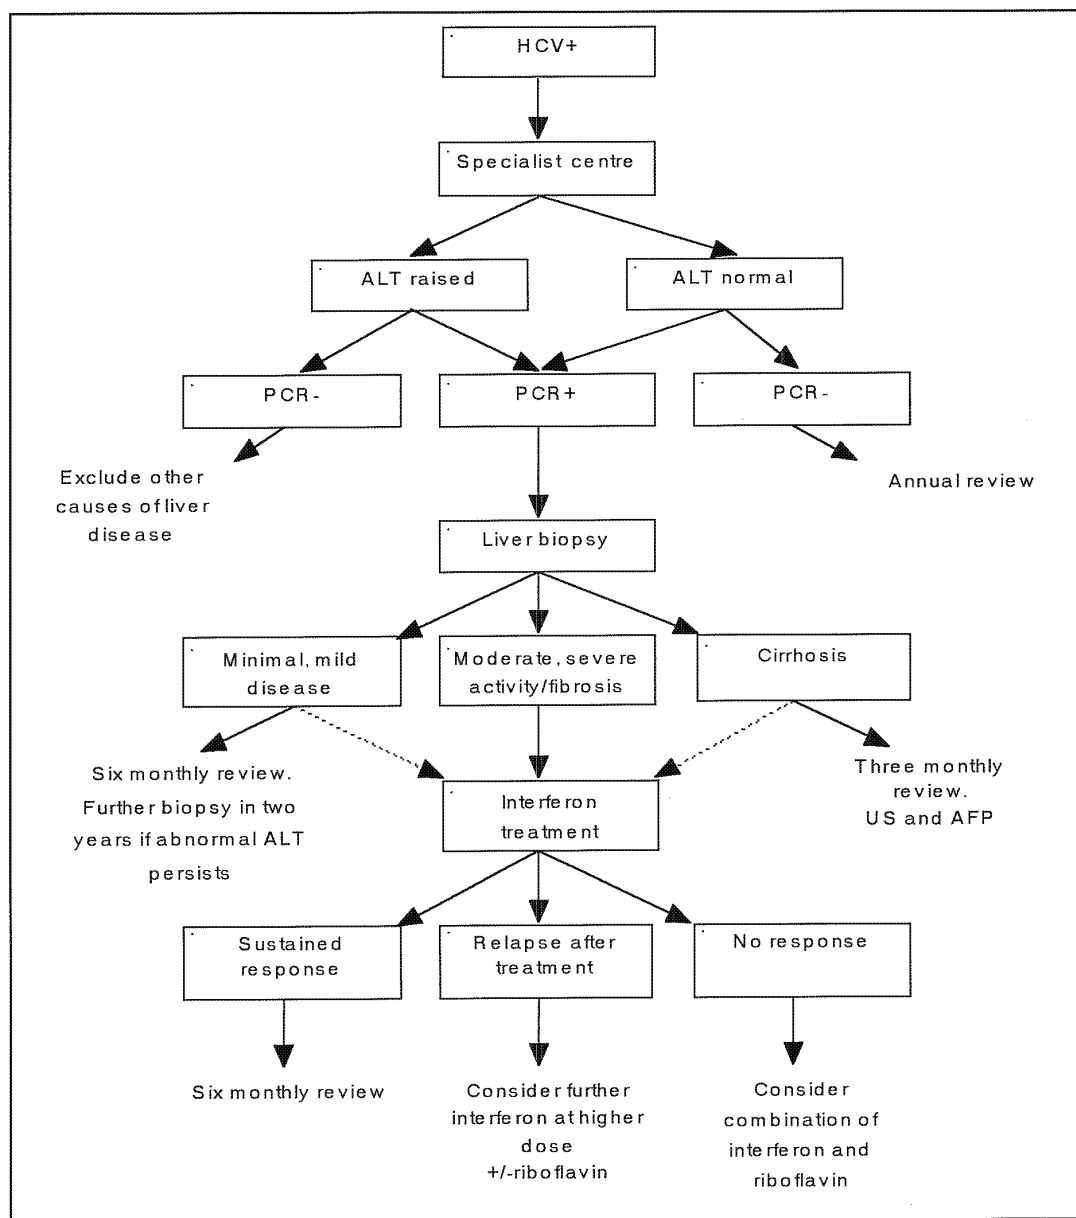 HCV+
Specialist centre
ALT raised
ALT normal
PCR-
PCR+
PCR-
Exclude other
causes of liver
disease
Annual review
Liver biopsy
Minimal, mild
disease
Moderate, severe
activity/fibrosis
Cirrhosis
Six monthly review.
Further biopsy in two
years if abnormal ALT
persists
Interferon
treatment
Three monthly
review.
US and AFP
Sustained
response
Relapse after
treatment
No response
Six monthly review
Consider further
interferon at higher
dose
+/-riboflavin
Consider
combination of
interferon and
riboflavin